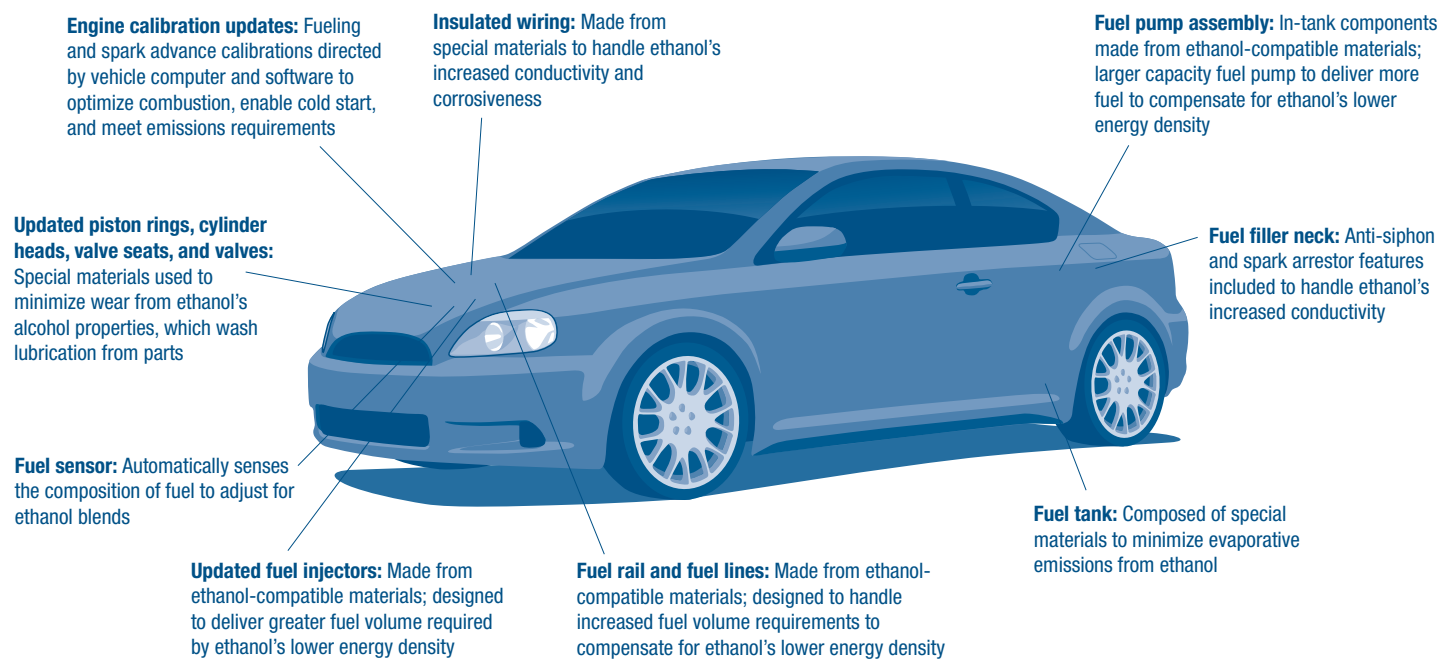 Engine calibration updates: Fueling
and spark advance calibrations directed
by vehicle computer and software to
optimize combustion, enable cold start,
and meet emissions requirements
Insulated wiring: Made from
special materials to handle ethanol’s
increased conductivity and
corrosiveness
Fuel pump assembly: In-tank components
made from ethanol-compatible materials;
larger capacity fuel pump to deliver more
fuel to compensate for ethanol’s lower
energy density
Updated piston rings, cylinder
heads, valve seats, and valves:
Special materials used to
minimize wear from ethanol’s
alcohol properties, which wash
lubrication from parts
Fuel filler neck: Anti-siphon
and spark arrestor features
included to handle ethanol’s
increased conductivity
Fuel sensor: Automatically senses
the composition of fuel to adjust for
ethanol blends
Fuel tank: Composed of special
materials to minimize evaporative
emissions from ethanol
Updated fuel injectors: Made from
ethanol-compatible materials; designed
to deliver greater fuel volume required
by ethanol’s lower energy density
Fuel rail and fuel lines: Made from ethanol-
compatible materials; designed to handle
increased fuel volume requirements to
compensate for ethanol’s lower energy density